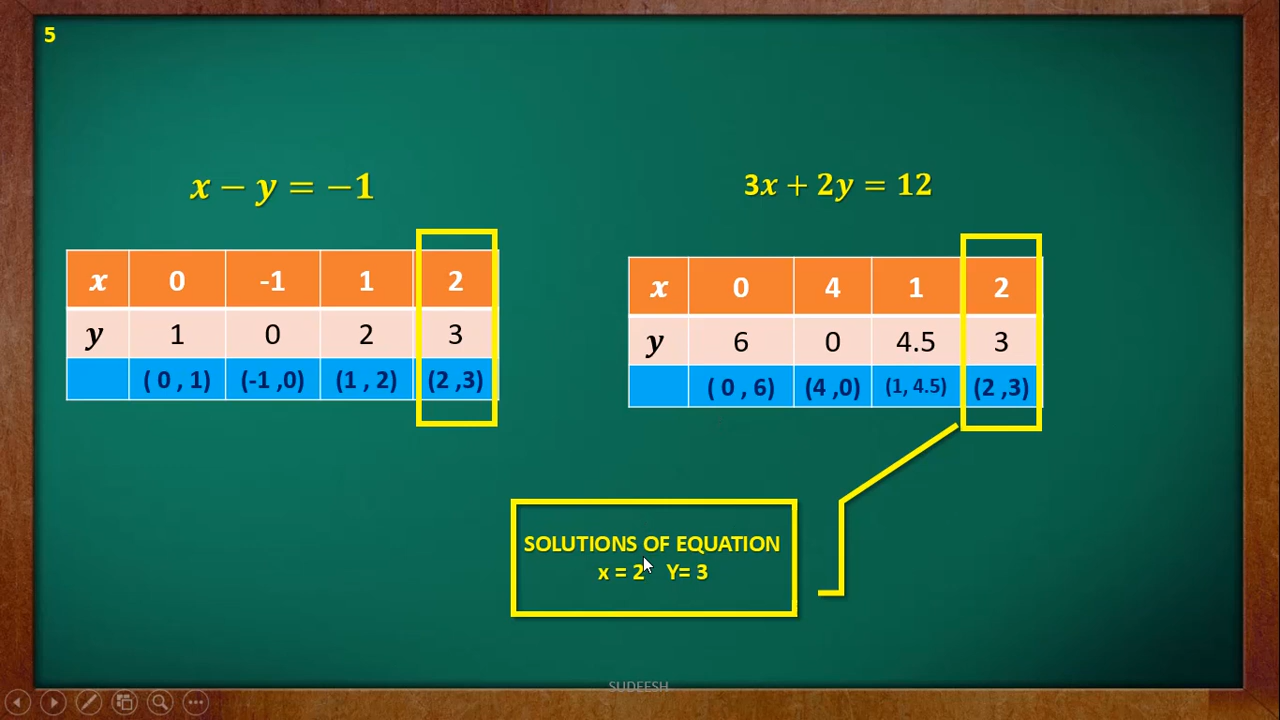 5
x − y = −1
3x + 2y = 12
x 0 -1 1 2
y 1 0 2 3
( 0 , 1) (-1 ,0) (1 , 2) (2 ,3)
x 0 4 1 2
y 6 0 4.5 3
( 0 , 6) (4 ,0) (1, 4.5) (2 ,3)
SOLUTIONS OF EQUATION
x = 2 Y= 3
SUDEESH